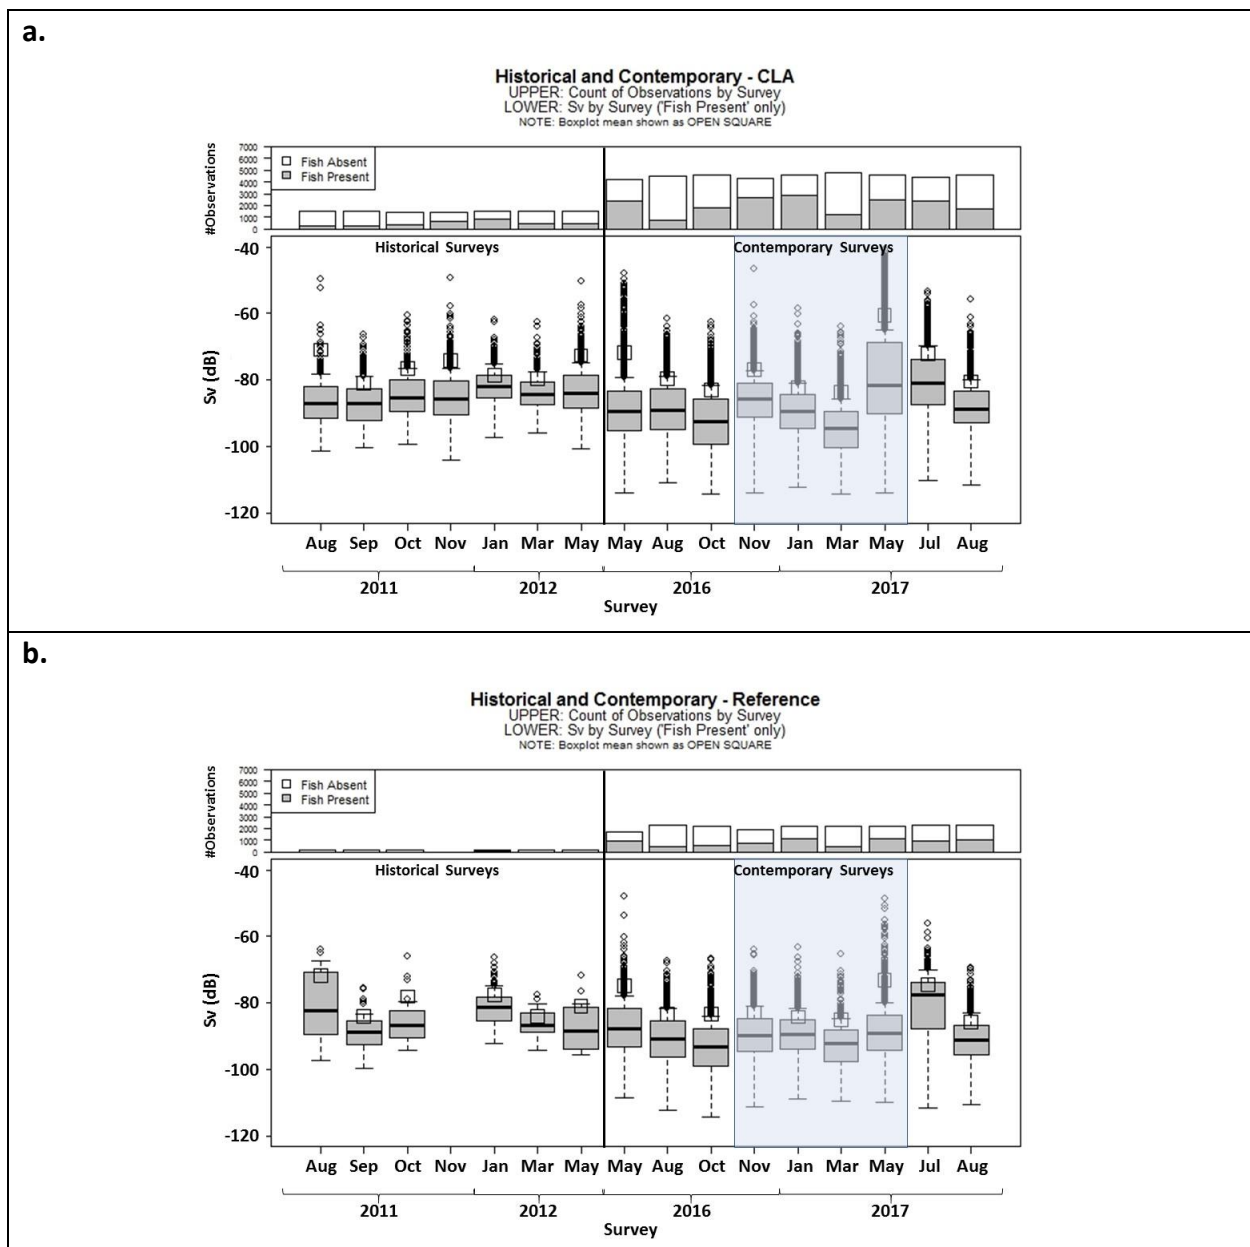 a.
Historical and Contemporary - CLA
UPPER: Count of Observations by Survey
LOWER: Sv by Survey ('Fish Present' only)
NOTE: Boxplot mean shown as OPEN SQUARE
#Observations
7000
6000
5000
4000
3000
2000
1000
0
Fish Absent
Fish Present
Historical Surveys
Contemporary Surveys
Sv (dB)
-40
-60
-80
-100
-120
Aug Sep Oct Nov Jan Mar May May Aug Oct Nov Jan Mar May Jul Aug
2011 2012 2016 2017
Survey
b.
Historical and Contemporary - Reference
UPPER: Count of Observations by Survey
LOWER: Sv by Survey ('Fish Present' only)
NOTE: Boxplot mean shown as OPEN SQUARE
#Observations
7000
6000
5000
4000
3000
2000
1000
0
Fish Absent
Fish Present
Historical Surveys
Contemporary Surveys
Sv (dB)
-40
-60
-80
-100
-120
Aug Sep Oct Nov Jan Mar May May Aug Oct Nov Jan Mar May Jul Aug
2011 2012 2016 2017
Survey